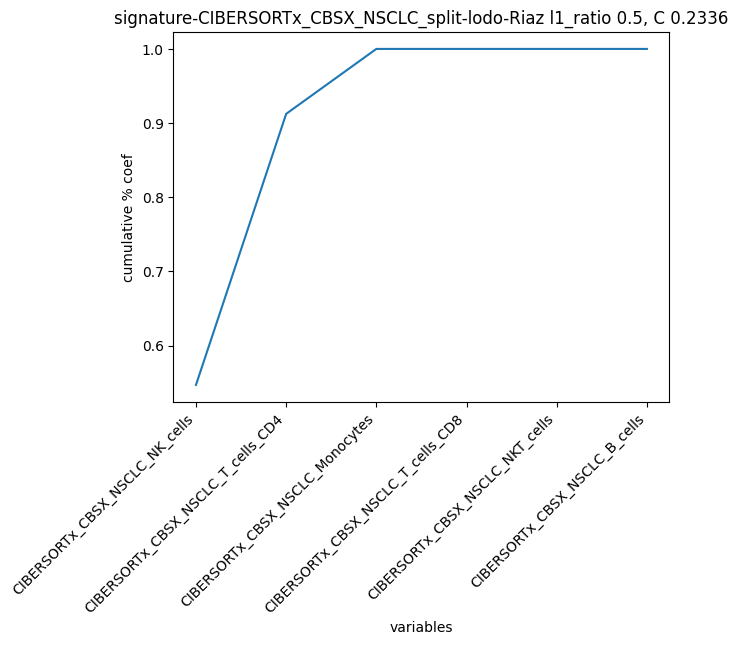 signature-CIBERSORTx_CBSX_NSCLC_split-lodo-Riaz l1_ratio 0.5, C 0.2336
1.0
0.9
0.8
0.7
0.6
cumulative % coef
CIBERSORTx_CBSX_NSCLC_NK_cells
CIBERSORTx_CBSX_NSCLC_T_cells_CD4
CIBERSORTx_CBSX_NSCLC_Monocytes
CIBERSORTx_CBSX_NSCLC_T_cells_CD8
CIBERSORTx_CBSX_NSCLC_NKT_cells
CIBERSORTx_CBSX_NSCLC_B_cells
variables